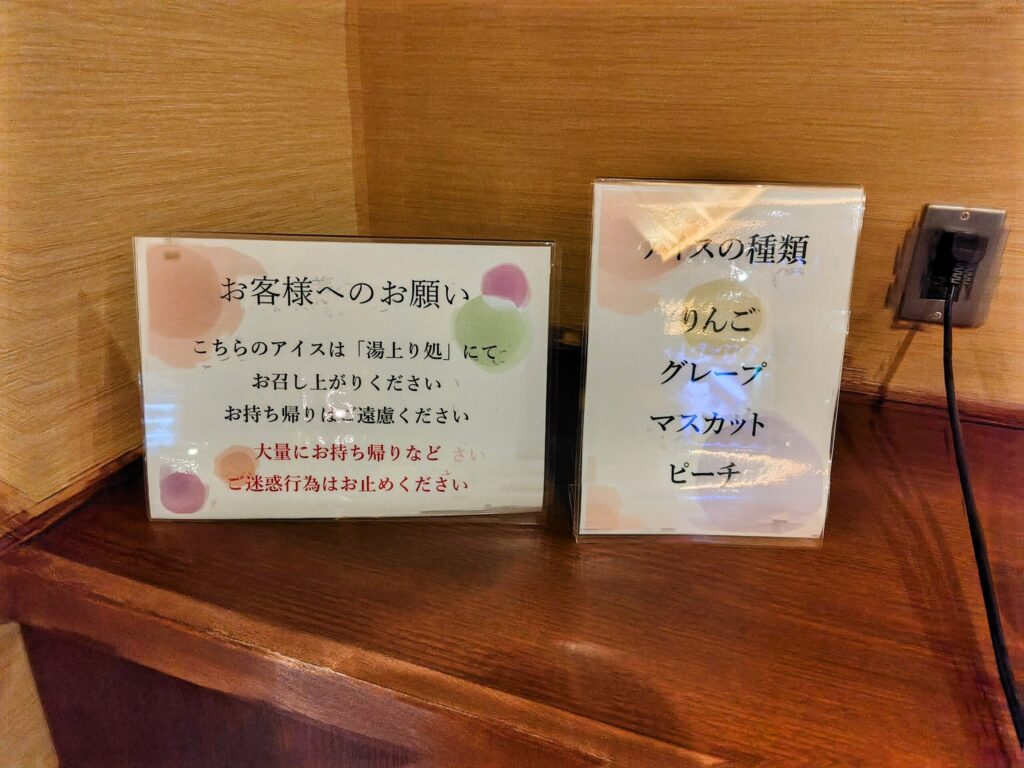 お客様へのお願い
こちらのアイスは「湯上り処」にて
お召し上がりください
お持ち帰りはご遠慮ください
大量にお持ち帰りなど
ご迷惑行為はお止めください
アイスの種類
りんご
グレープ
マスカット
ピーチ